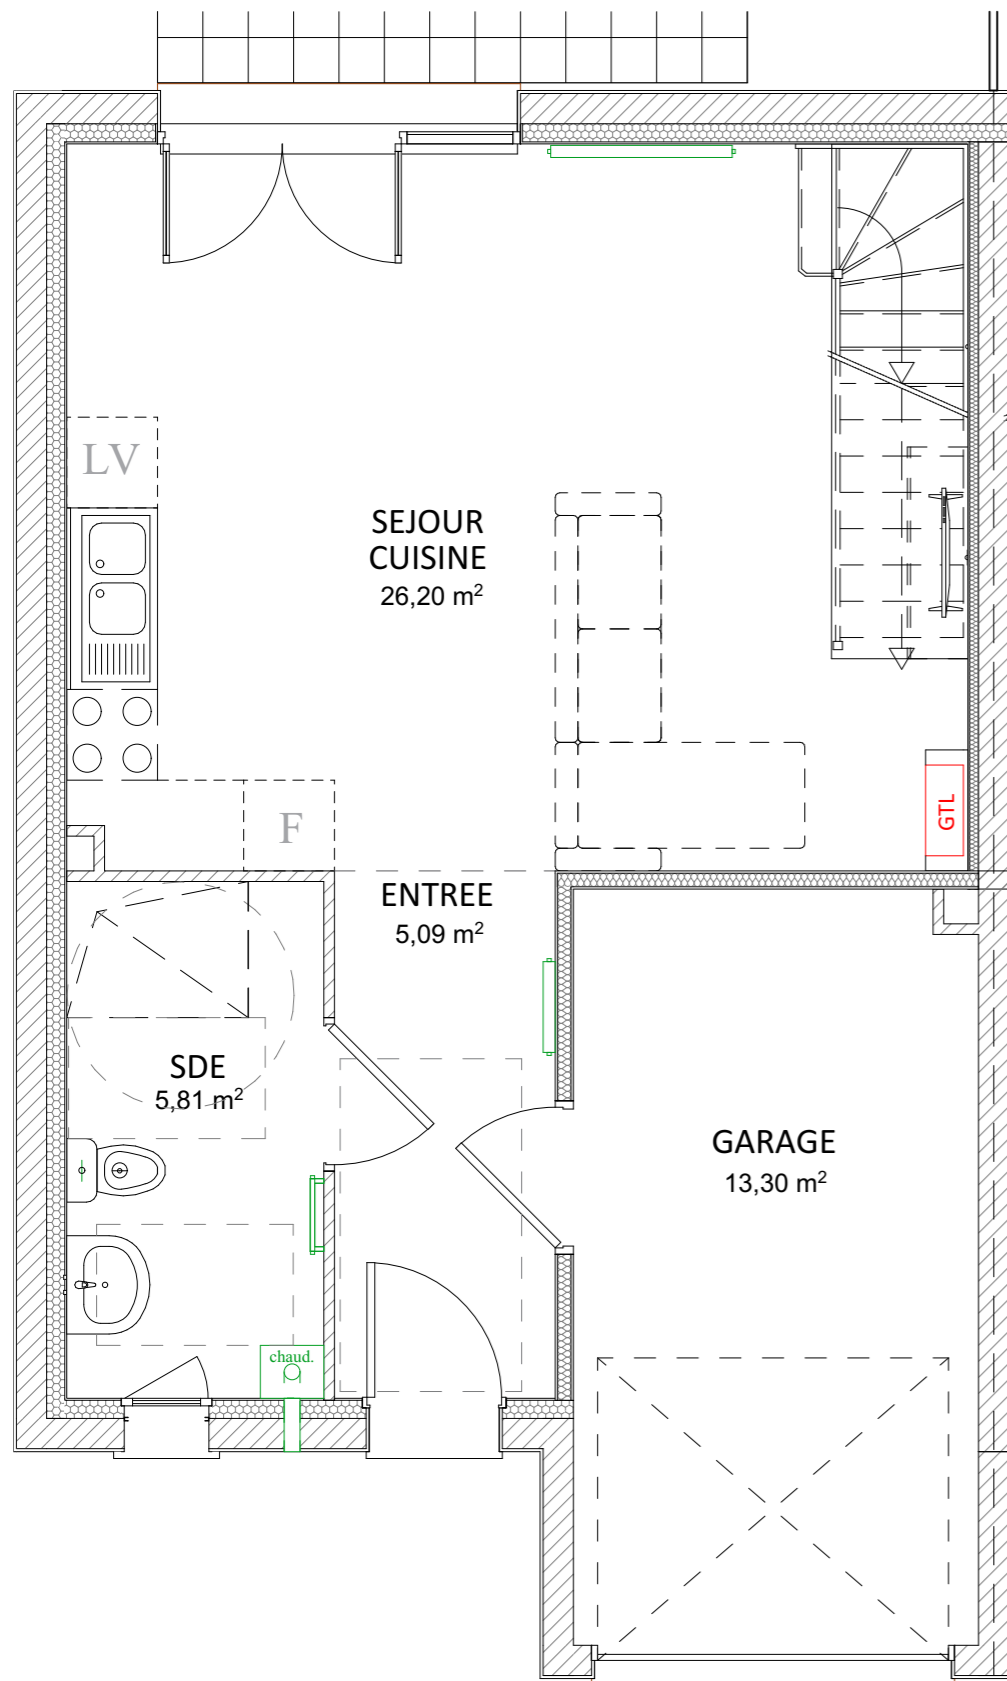 LV
SEJOUR
CUISINE
26,20 m²
GTL
F
ENTREE
5,09 m²
SDE
5,81 m²
GARAGE
13,30 m²
chaud.